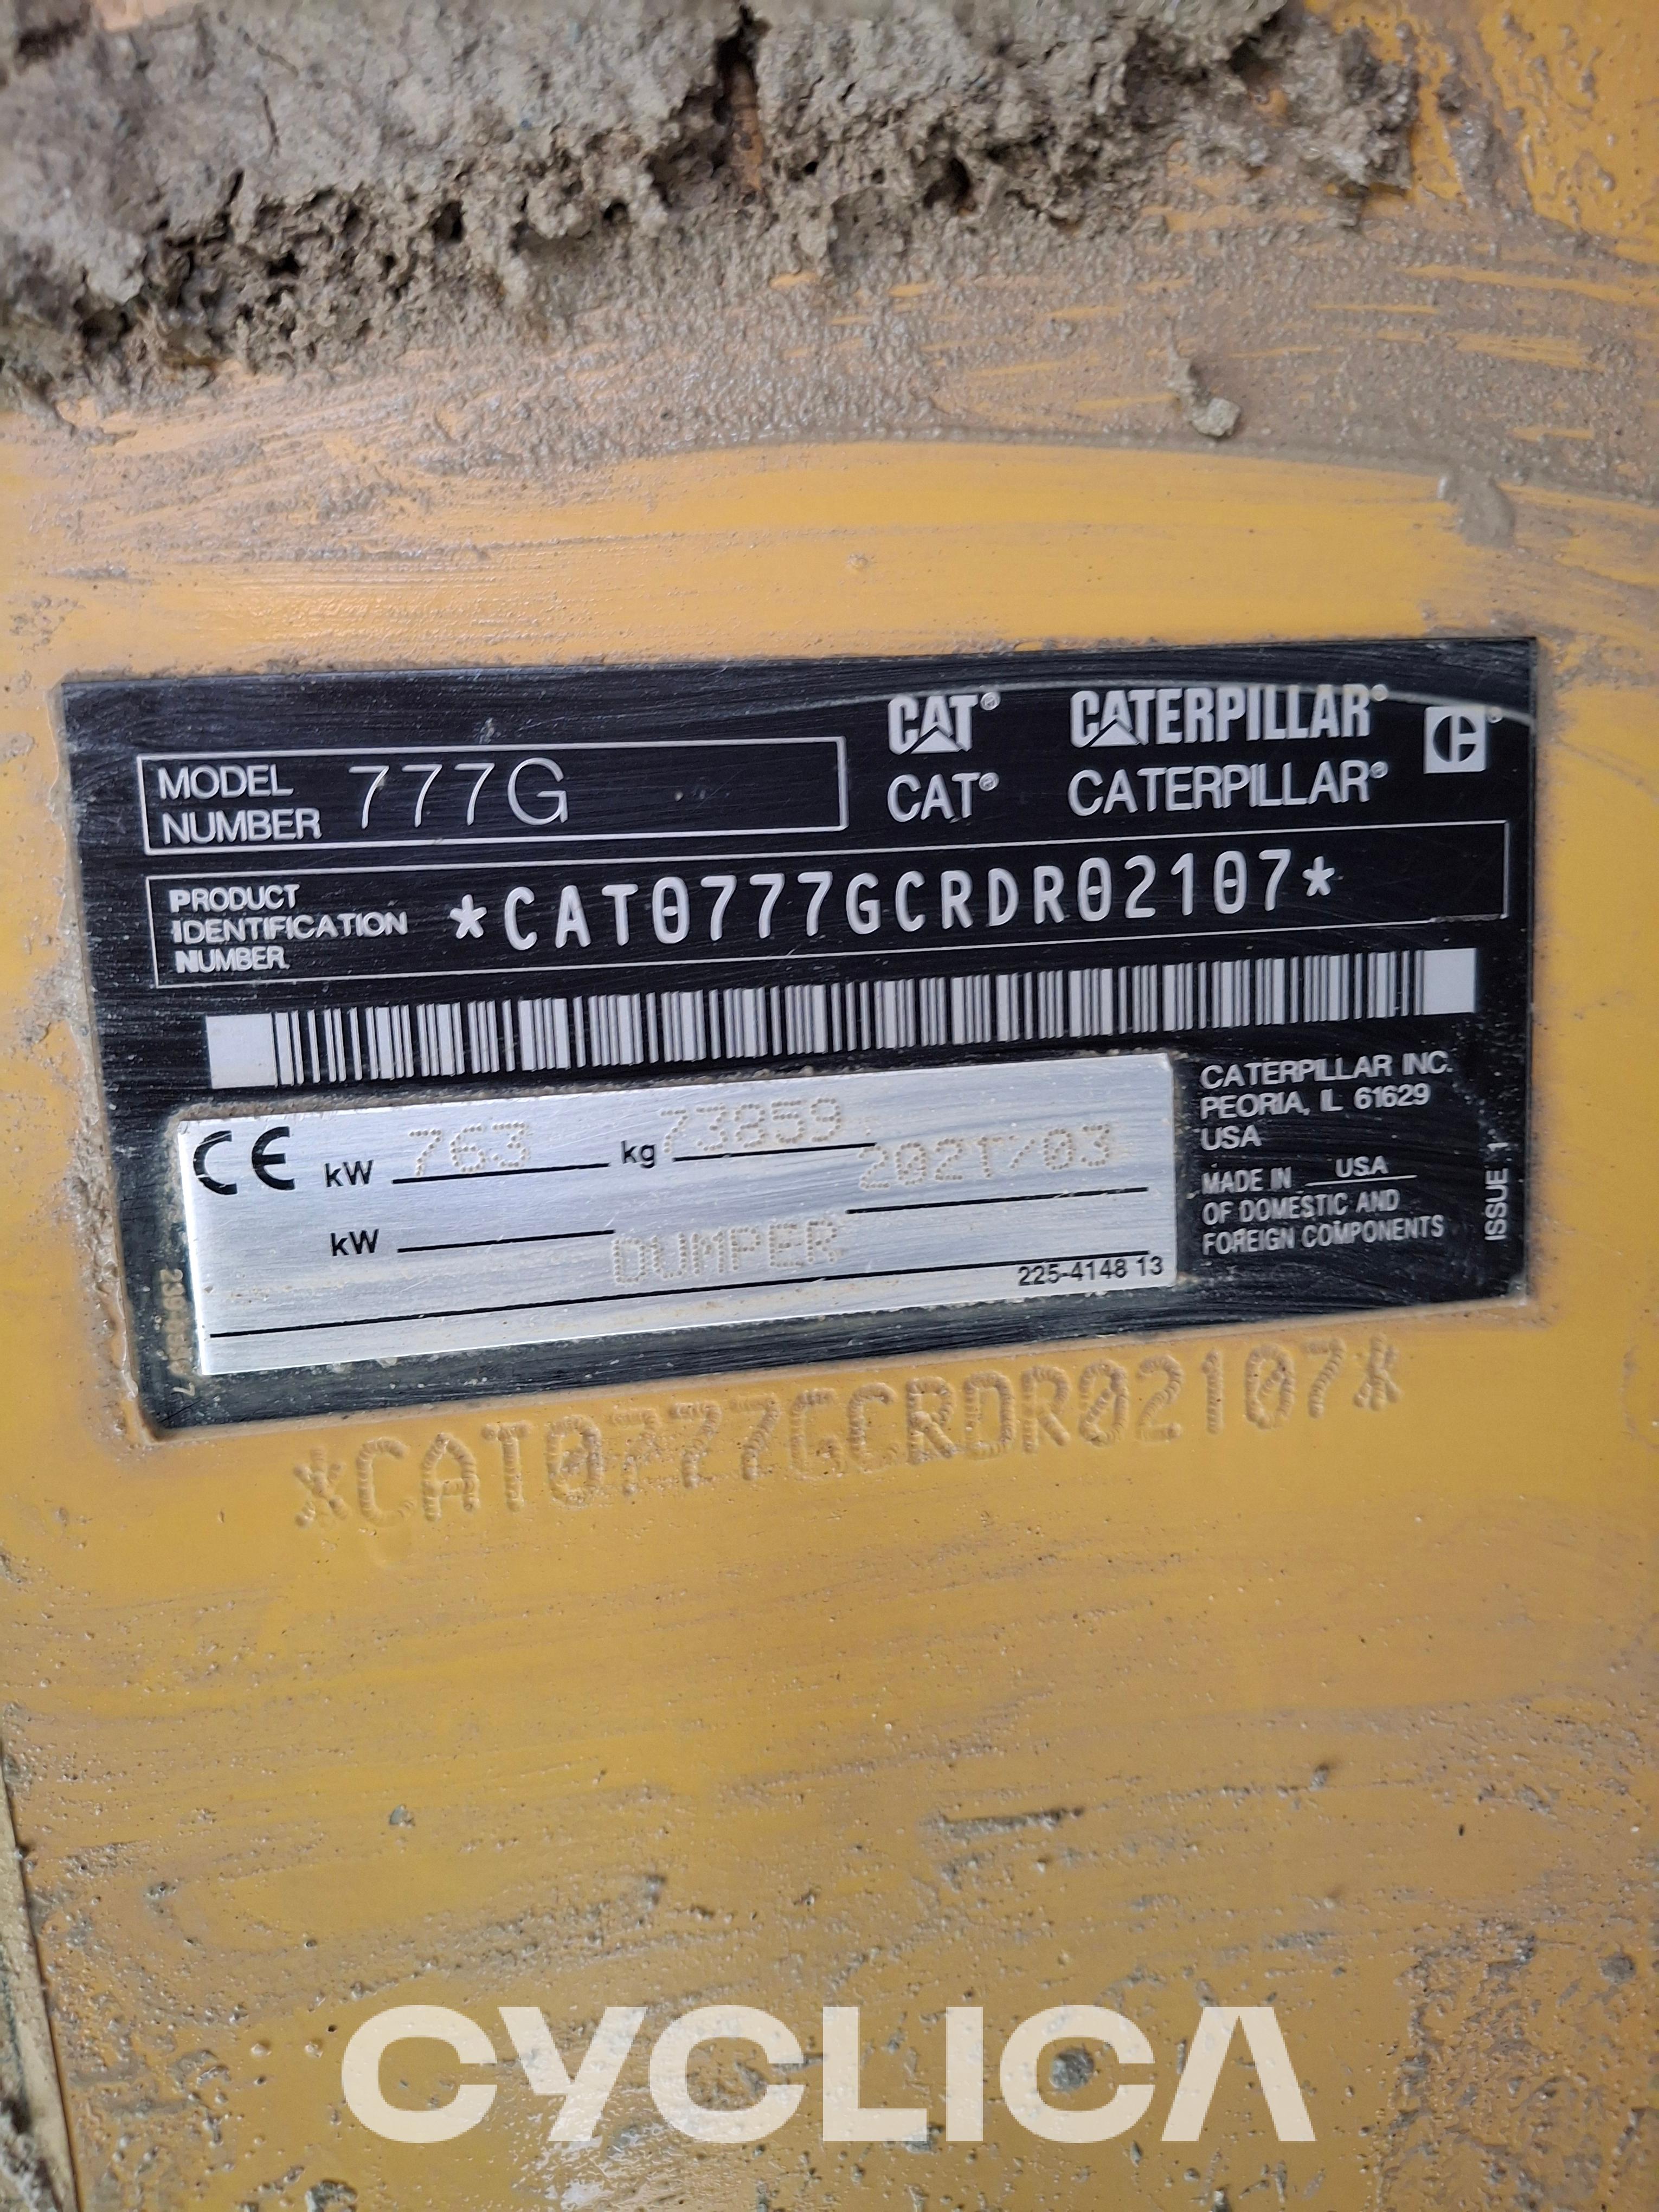 CAT® CATERPILLAR®
MODEL NUMBER 777G
CAT® CATERPILLAR®
PRODUCT IDENTIFICATION NUMBER *CAT0777GCRDR02107*
CE kW 763 kg 73859 2021/03
kW DUMPER
225-4148 13
CATERPILLAR INC.
PEORIA, IL 61629
USA
MADE IN USA
OF DOMESTIC AND
FOREIGN COMPONENTS
ISSUE 11
*CAT0777GCRDR02107*
CYCLICA